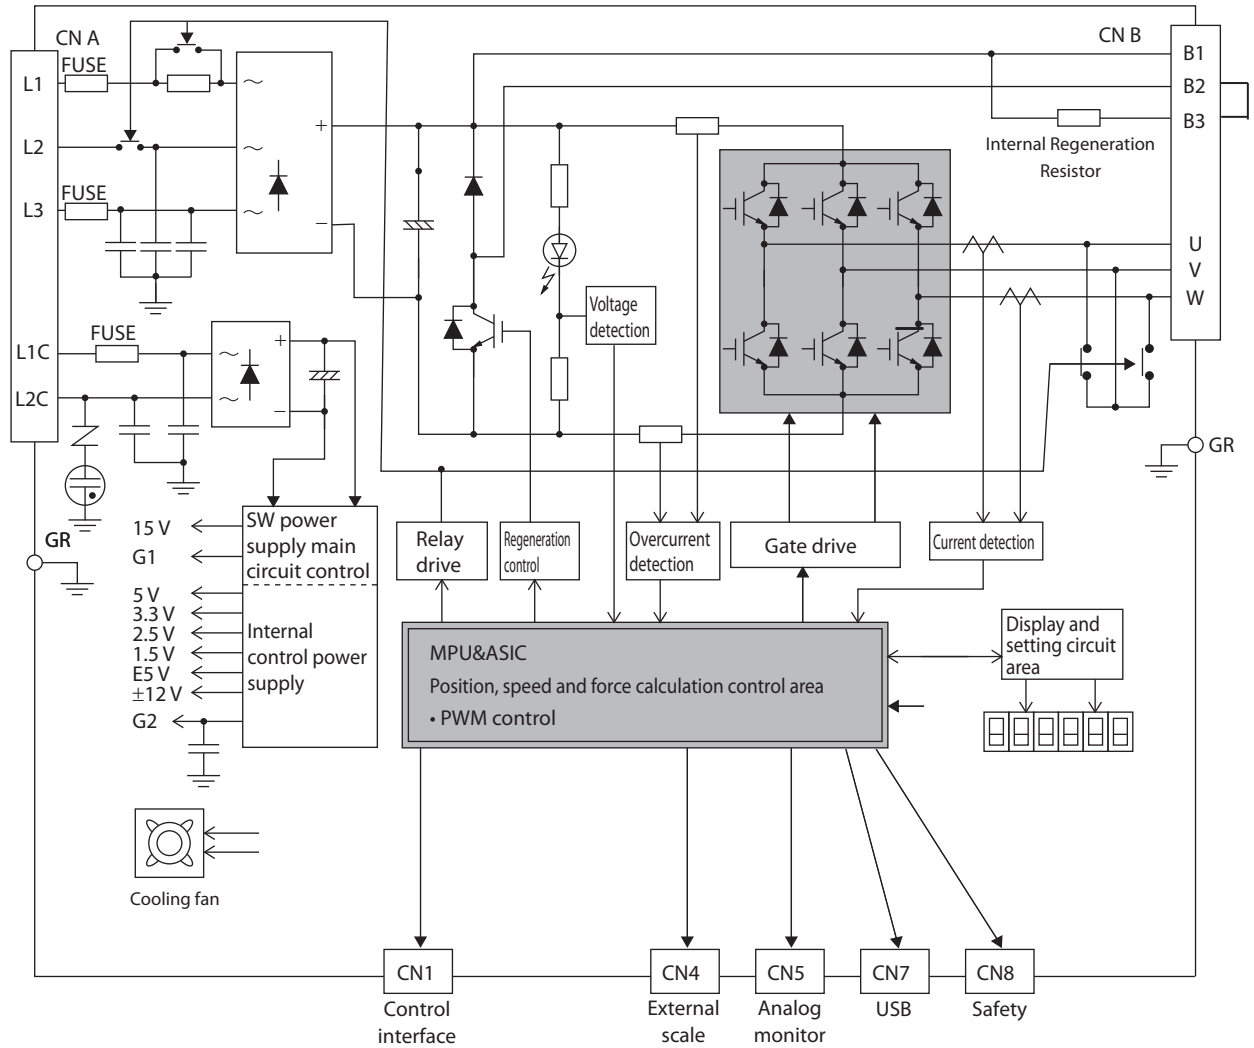 CN A
CN B
FUSE
L1
B1
B2
B3
L2
Internal Regeneration
Resistor
FUSE
L3
+
−
U
V
W
Voltage
detection
FUSE
L1C
L2C
+
−
GR
GR
15 V
G1
5 V
3.3 V
2.5 V
1.5 V
E5 V
±12 V
G2
SW power
supply main
circuit control
Internal
control power
supply
Relay
drive
Regeneration
control
Overcurrent
detection
Gate drive
Current detection
MPU&ASIC
Position, speed and force calculation control area
• PWM control
Display and
setting circuit
area
Cooling fan
CN1
Control
interface
CN4
External
scale
CN5
Analog
monitor
CN7
USB
CN8
Safety